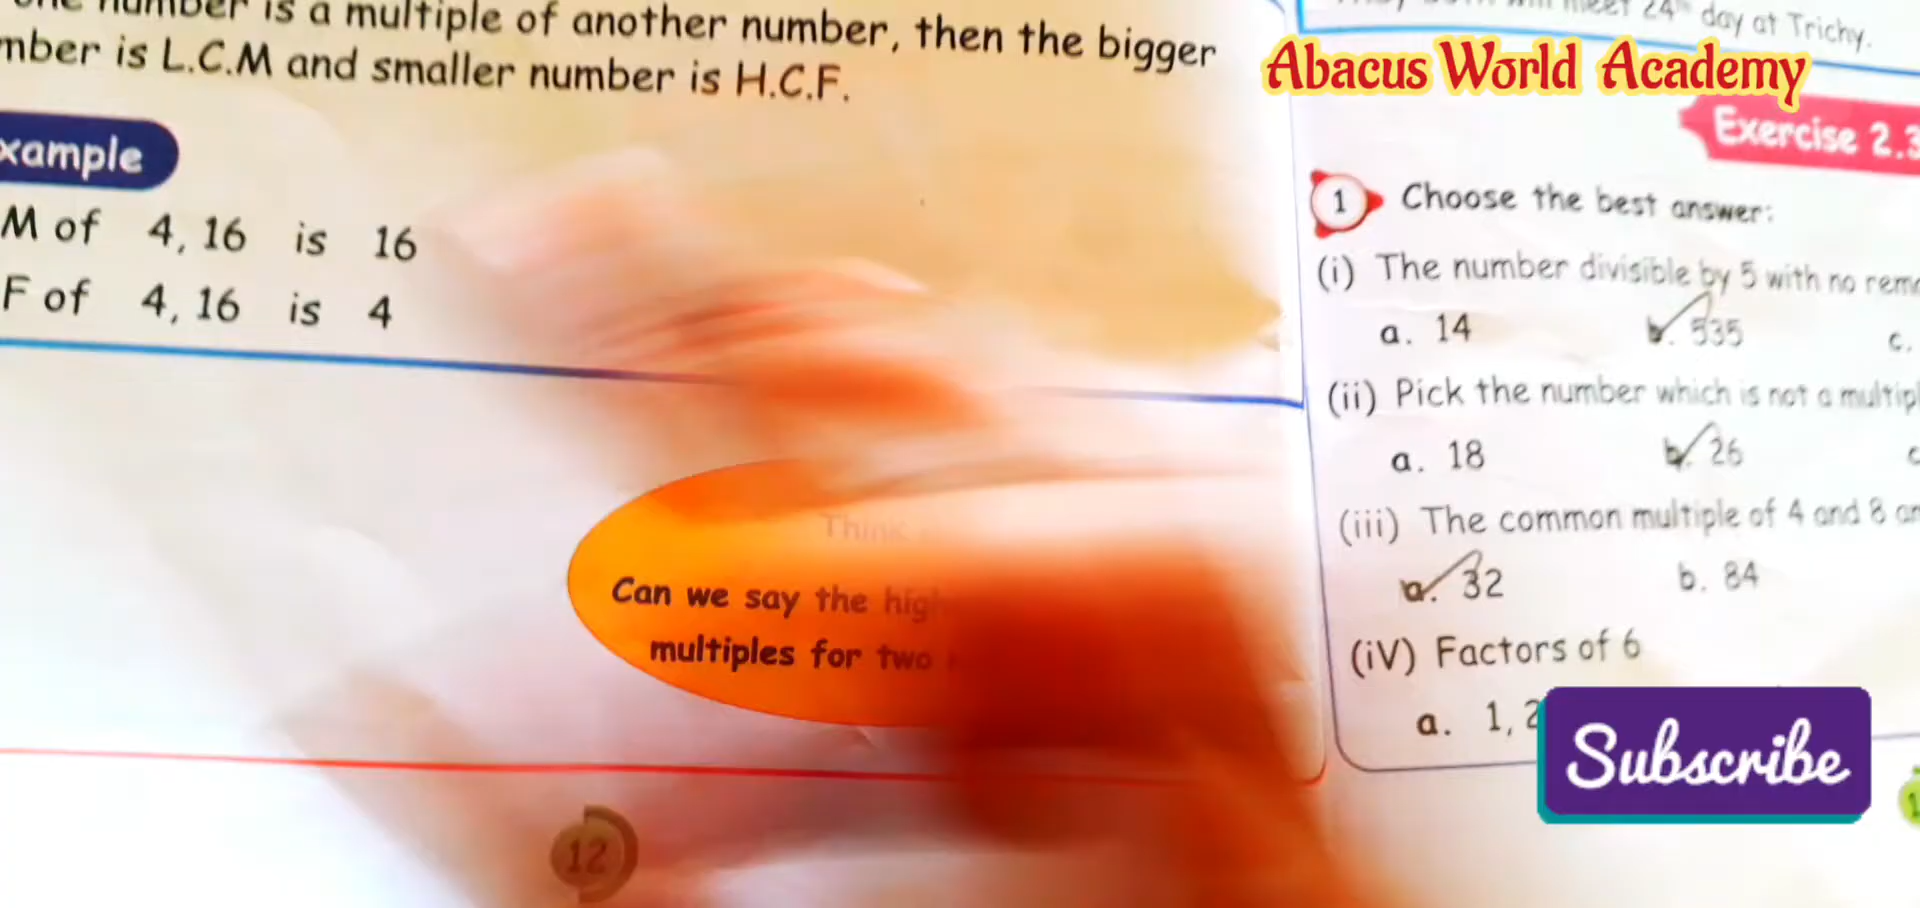 number is a multiple of another number, then the bigger
mber is L.C.M and smaller number is H.C.F.
xample
M of 4, 16 is 16
F of 4, 16 is 4
Think
Can we say the hig
multiples for two
12
24th day at Trichy.
Abacus World Academy
Exercise 2.3
1 Choose the best answer:
(i) The number divisible by 5 with no rem
a. 14 b. 535 c.
(ii) Pick the number which is not a multipl
a. 18 b. 26 c
(iii) The common multiple of 4 and 8 ar
a. 32 b. 84
(iV) Factors of 6
a. 1, 2
Subscribe